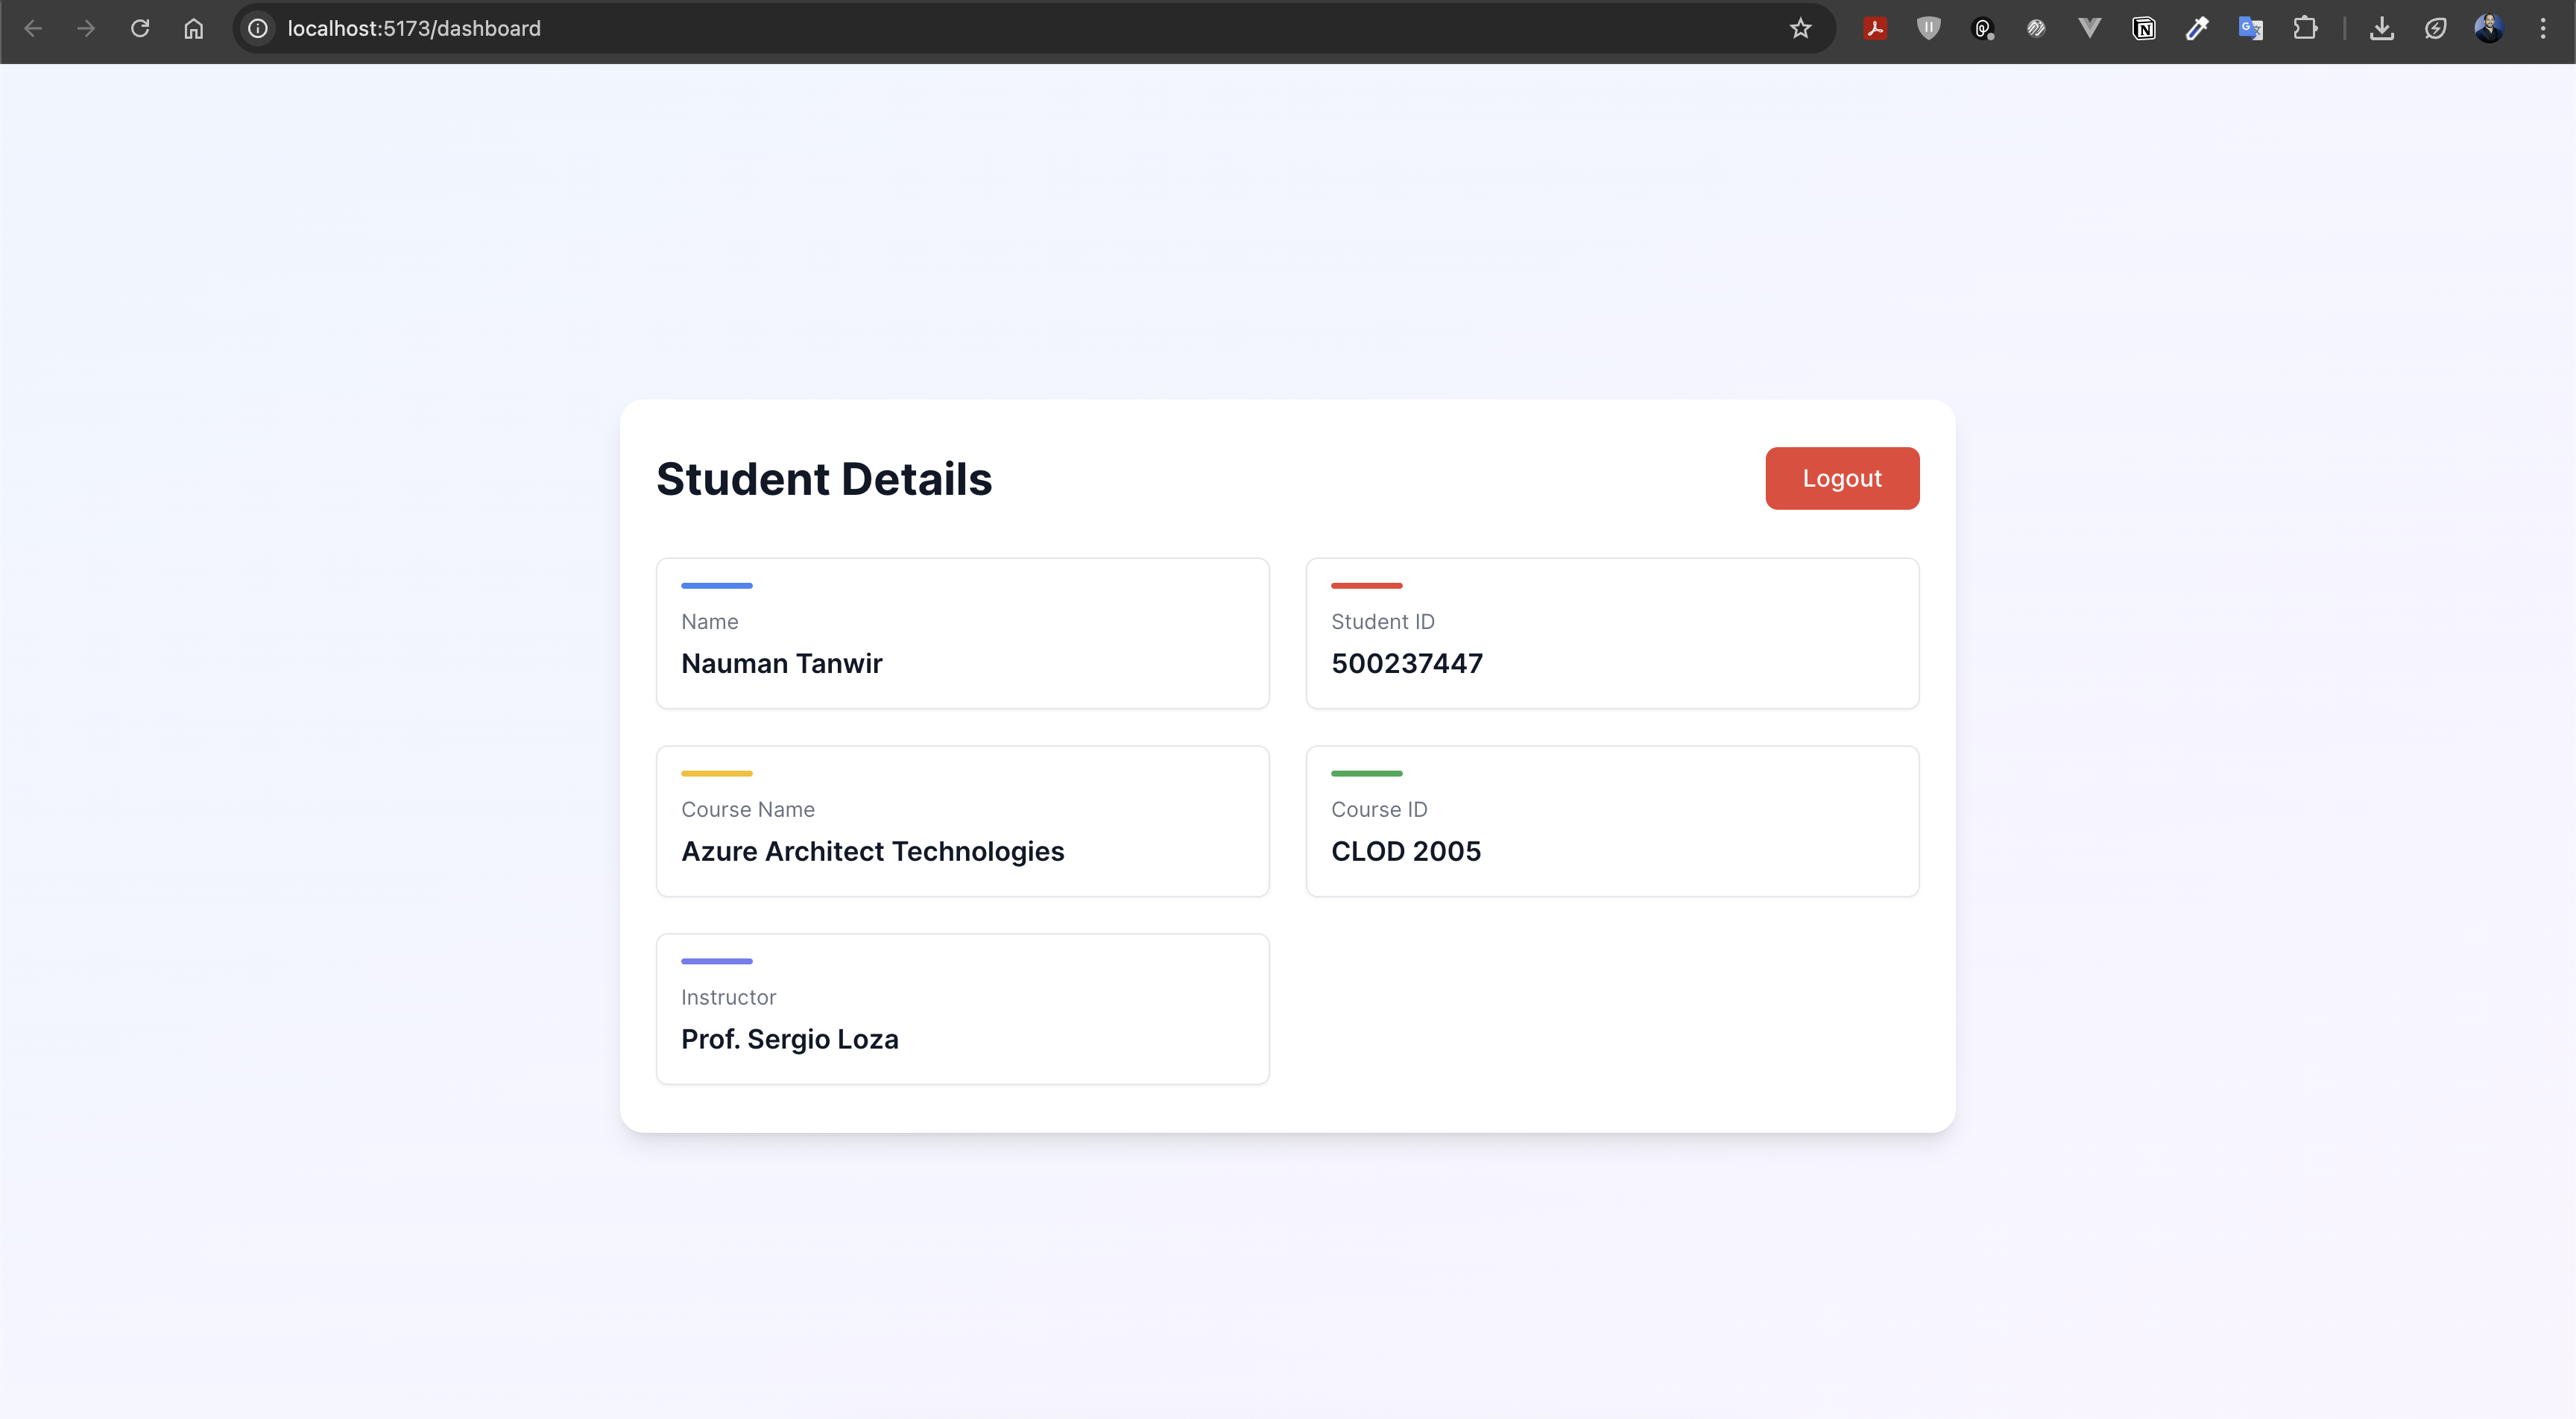 localhost:5173/dashboard
Student Details
Logout
Name
Nauman Tanwir
Student ID
500237447
Course Name
Azure Architect Technologies
Course ID
CLOD 2005
Instructor
Prof. Sergio Loza